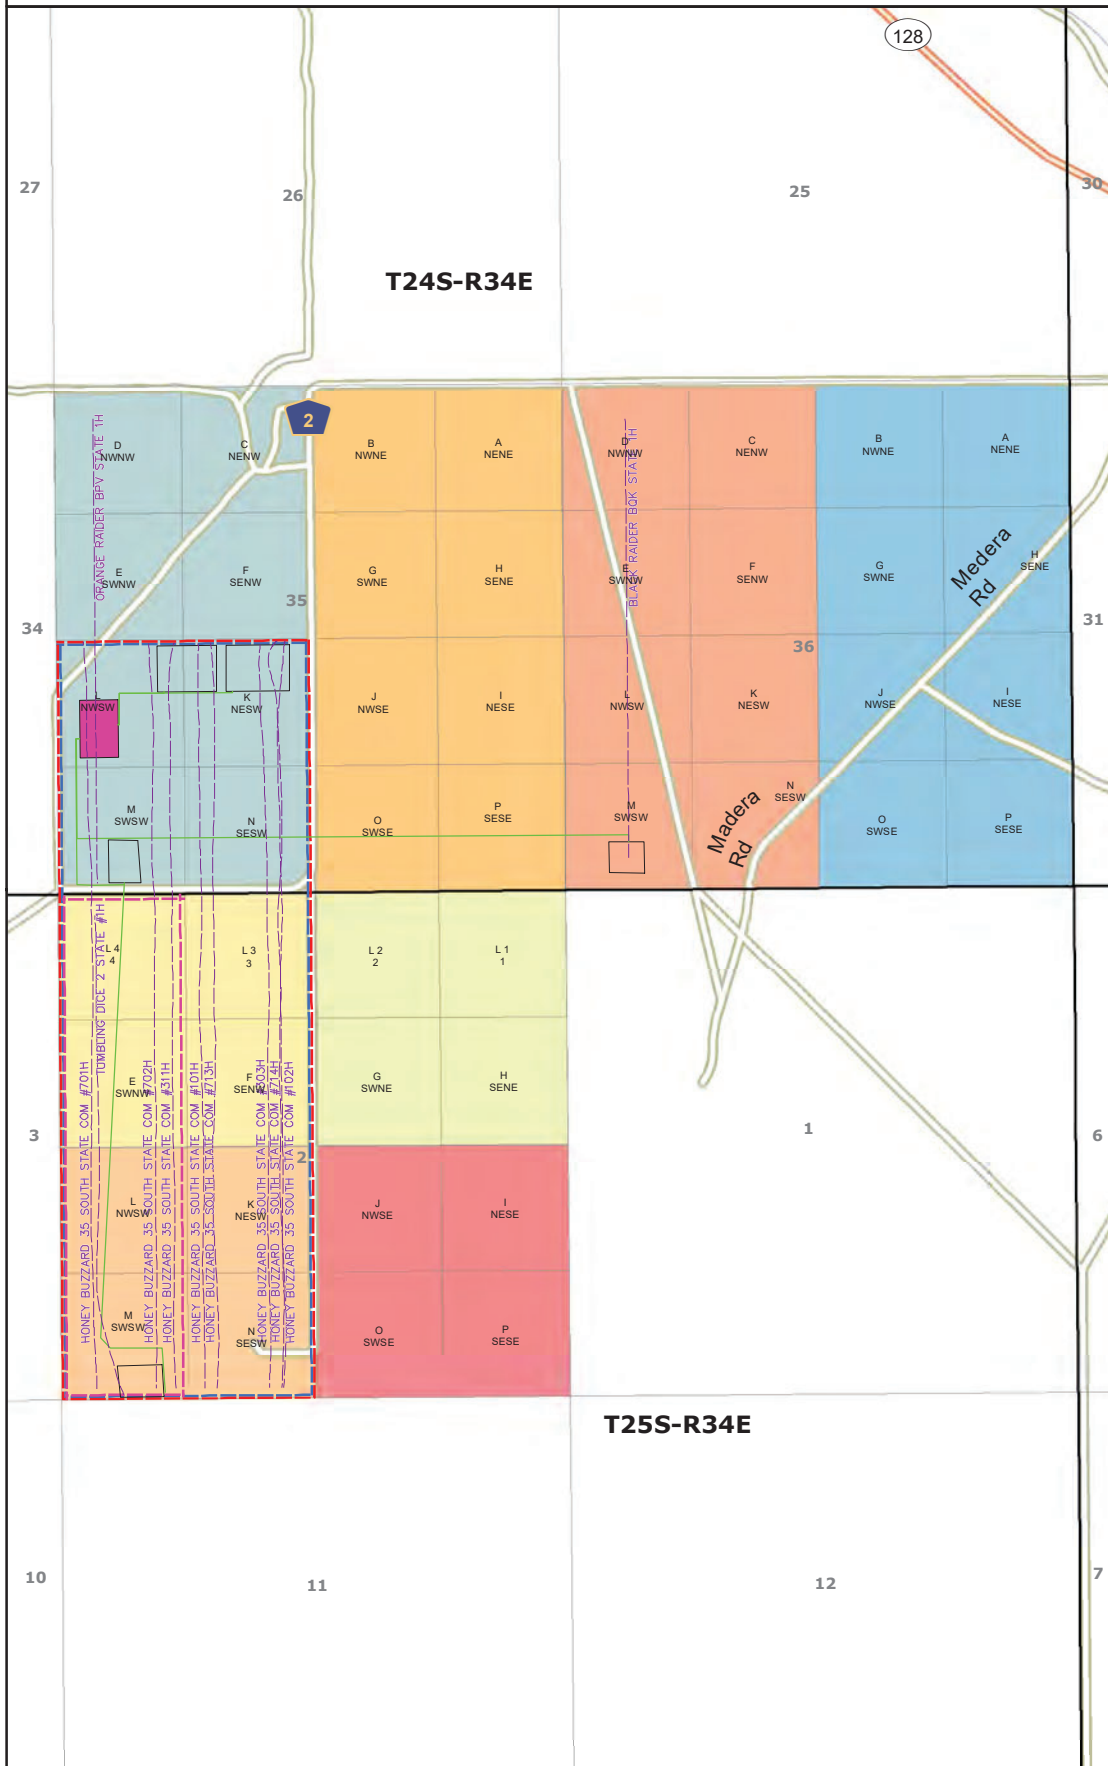 128
27
26
25
30
T24S-R34E
2
D
NWNW
C
NENW
B
NWNE
A
NENE
D
NWNW
C
NENW
B
NWNE
A
NENE
ORANGE RAIDER BPV STATE 1H
BLACK RAIDER BQK STATE 1H
E
SWNW
F
SENW
G
SWNE
H
SENE
E
SWNW
F
SENW
G
SWNE
H
SENE
Medera
Rd
35
34
36
31
L
NWSW
K
NESW
J
NWSE
I
NESE
L
NWSW
K
NESW
J
NWSE
I
NESE
M
SWSW
N
SESW
O
SWSE
P
SESE
M
SWSW
N
SESW
O
SWSE
P
SESE
Madera
Rd
L 4
4
L 3
3
L 2
2
L 1
1
TUMBLING DICE 2 STATE #1H
E
SWNW
F
SENW
G
SWNE
H
SENE
3
2
1
6
HONEY BUZZARD 35 SOUTH STATE COM #701H
HONEY BUZZARD 35 SOUTH STATE COM #702H
HONEY BUZZARD 35 SOUTH STATE COM #311H
HONEY BUZZARD 35 SOUTH STATE COM #101H
HONEY BUZZARD 35 SOUTH STATE COM #713H
HONEY BUZZARD 35 SOUTH STATE COM
HONEY BUZZARD 35 SOUTH STATE COM #714H
HONEY BUZZARD 35 SOUTH STATE COM #102H
L
NWSW
K
NESW
J
NWSE
I
NESE
M
SWSW
N
SESW
O
SWSE
P
SESE
T25S-R34E
10
11
12
7